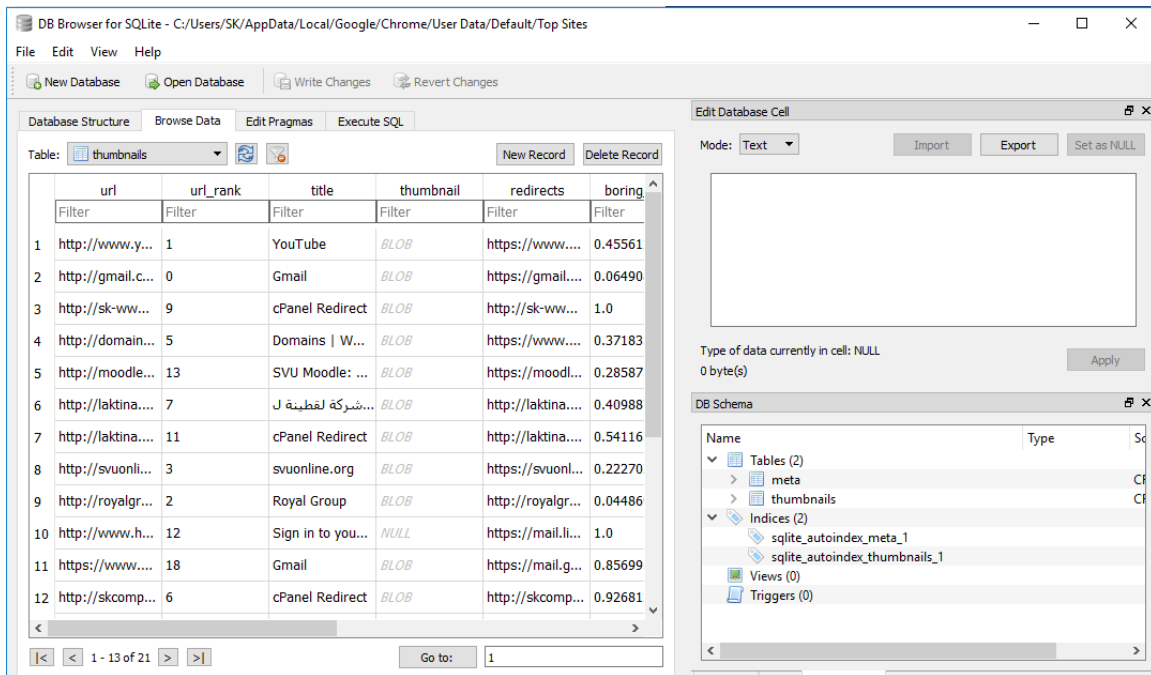 DB Browser for SQLite - C:/Users/SK/AppData/Local/Google/Chrome/User Data/Default/Top Sites
File Edit View Help
New Database Open Database Write Changes Revert Changes
Database Structure Browse Data Edit Pragmas Execute SQL
Table: thumbnails New Record Delete Record
url url_rank title thumbnail redirects boring_
Filter Filter Filter Filter Filter Filter
1 http://www.y... 1 YouTube BLOB https://www.... 0.45561
2 http://gmail.c... 0 Gmail BLOB https://gmail.... 0.06490
3 http://sk-ww... 9 cPanel Redirect BLOB http://sk-ww... 1.0
4 http://domain... 5 Domains | W... BLOB https://www.... 0.37183
5 http://moodle... 13 SVU Moodle: ... BLOB https://moodl... 0.28587
6 http://laktina.... 7 شركة لقطينة ل... BLOB http://laktina.... 0.40988
7 http://laktina.... 11 cPanel Redirect BLOB http://laktina.... 0.54116
8 http://svuonli... 3 svuonline.org BLOB https://svuonl... 0.22270
9 http://royalgr... 2 Royal Group BLOB http://royalgr... 0.04486
10 http://www.h... 12 Sign in to you... NULL https://mail.li... 1.0
11 https://www.... 18 Gmail BLOB https://mail.g... 0.85699
12 http://skcomp... 6 cPanel Redirect BLOB http://skcomp... 0.92681
|< < 1 - 13 of 21 > >| Go to: 1
Edit Database Cell
Mode: Text Import Export Set as NULL
Type of data currently in cell: NULL
0 byte(s)
Apply
DB Schema
Name Type Sc
Tables (2)
meta CR
thumbnails CR
Indices (2)
sqlite_autoindex_meta_1
sqlite_autoindex_thumbnails_1
Views (0)
Triggers (0)